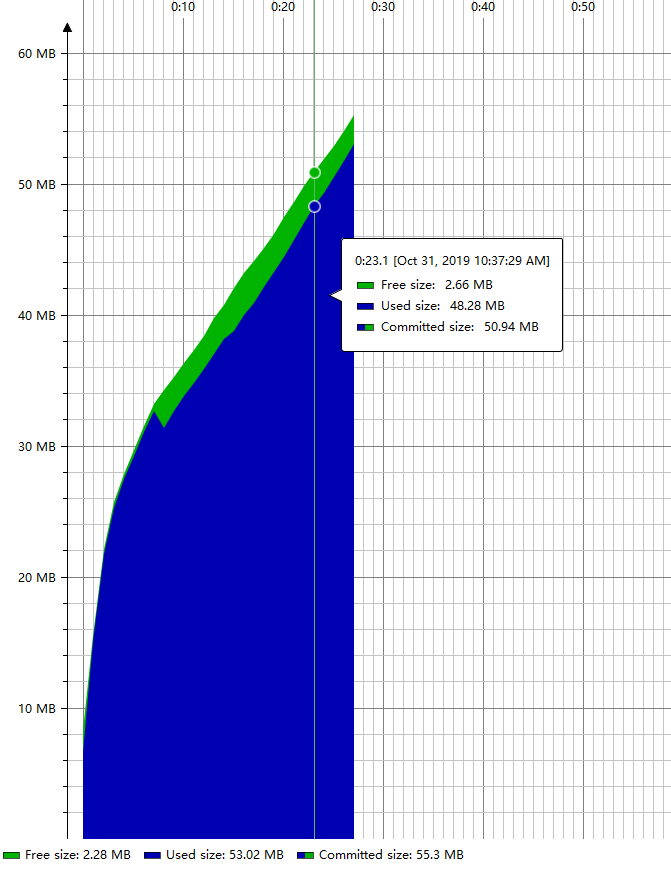 0:10 0:20 0:30 0:40 0:50
60 MB
50 MB
40 MB
30 MB
20 MB
10 MB
0:23.1 [Oct 31, 2019 10:37:29 AM]
Free size: 2.66 MB
Used size: 48.28 MB
Committed size: 50.94 MB
Free size: 2.28 MB Used size: 53.02 MB Committed size: 55.3 MB